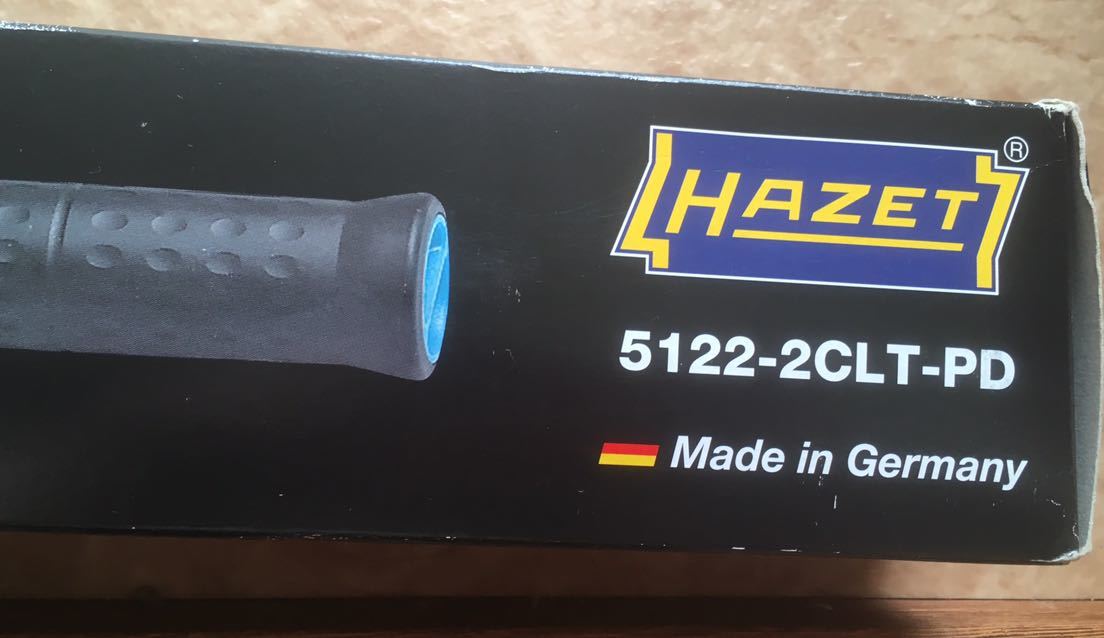 HAZET®
5122-2CLT-PD
Made in Germany